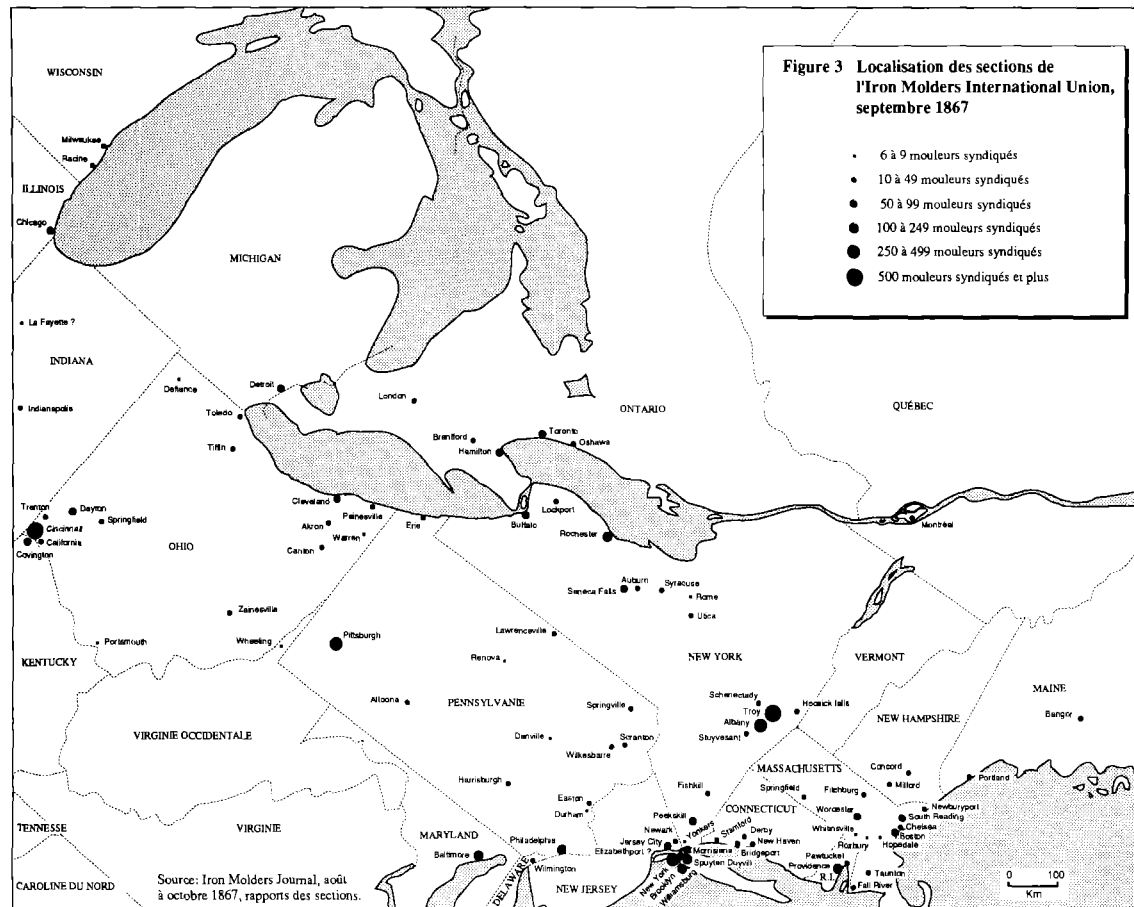 Figure 3 Localisation des sections de
l'Iron Molders International Union,
septembre 1867
6 à 9 mouleurs syndiqués
10 à 49 mouleurs syndiqués
50 à 99 mouleurs syndiqués
100 à 249 mouleurs syndiqués
250 à 499 mouleurs syndiqués
500 mouleurs syndiqués et plus
WISCONSIN
Milwaukee
Racine
ILLINOIS
Chicago
MICHIGAN
La Fayette ?
INDIANA
Defiance
Detroit
Indianapolis
Toledo
Tiffin
London
ONTARIO
QUÉBEC
Brantford
Toronto
Hamilton
Oshawa
Trenton
Dayton
Cincinnati
Springfield
California
Covington
OHIO
Cleveland
Painesville
Akron
Warren
Canton
Erie
Buffalo
Lockport
Rochester
Montréal
Auburn
Syracuse
Seneca Falls
Rome
Utica
Zainesville
Portsmouth
Wheeling
Pittsburgh
Lawrenceville
Renova
NEW YORK
VERMONT
KENTUCKY
Altoona
PENNSYLVANIE
Springville
Schenectady
Hoosick falls
Troy
Albany
Stuyvesant
NEW HAMPSHIRE
MAINE
Bangor
VIRGINIE OCCIDENTALE
Danville
Scranton
Wilkesbarre
MASSACHUSETTS
Concord
Millard
Portland
Harrisburgh
Fishkill
Springfield
Fitchburg
Easton
Durham
CONNECTICUT
Worcester
Newburyport
South Reading
Chelsea
Boston
Peekskill
Whitinsville
Roxbury
Hopedale
TENNESSE
VIRGINIE
MARYLAND
Baltimore
Philadelphia
Newark
Yonkers
Jersey City
Stamford
Derby
New Haven
Elizabethport ?
Morrisiana
Bridgeport
Spuyten Duyvill
Pawtucket
Providence
R.I.
Taunton
Fall River
Wilmington
DELAWARE
NEW JERSEY
New York
Brooklyn
Williamsburg
CAROLINE DU NORD
Source: Iron Molders Journal, août
à octobre 1867, rapports des sections.
0 100
Km